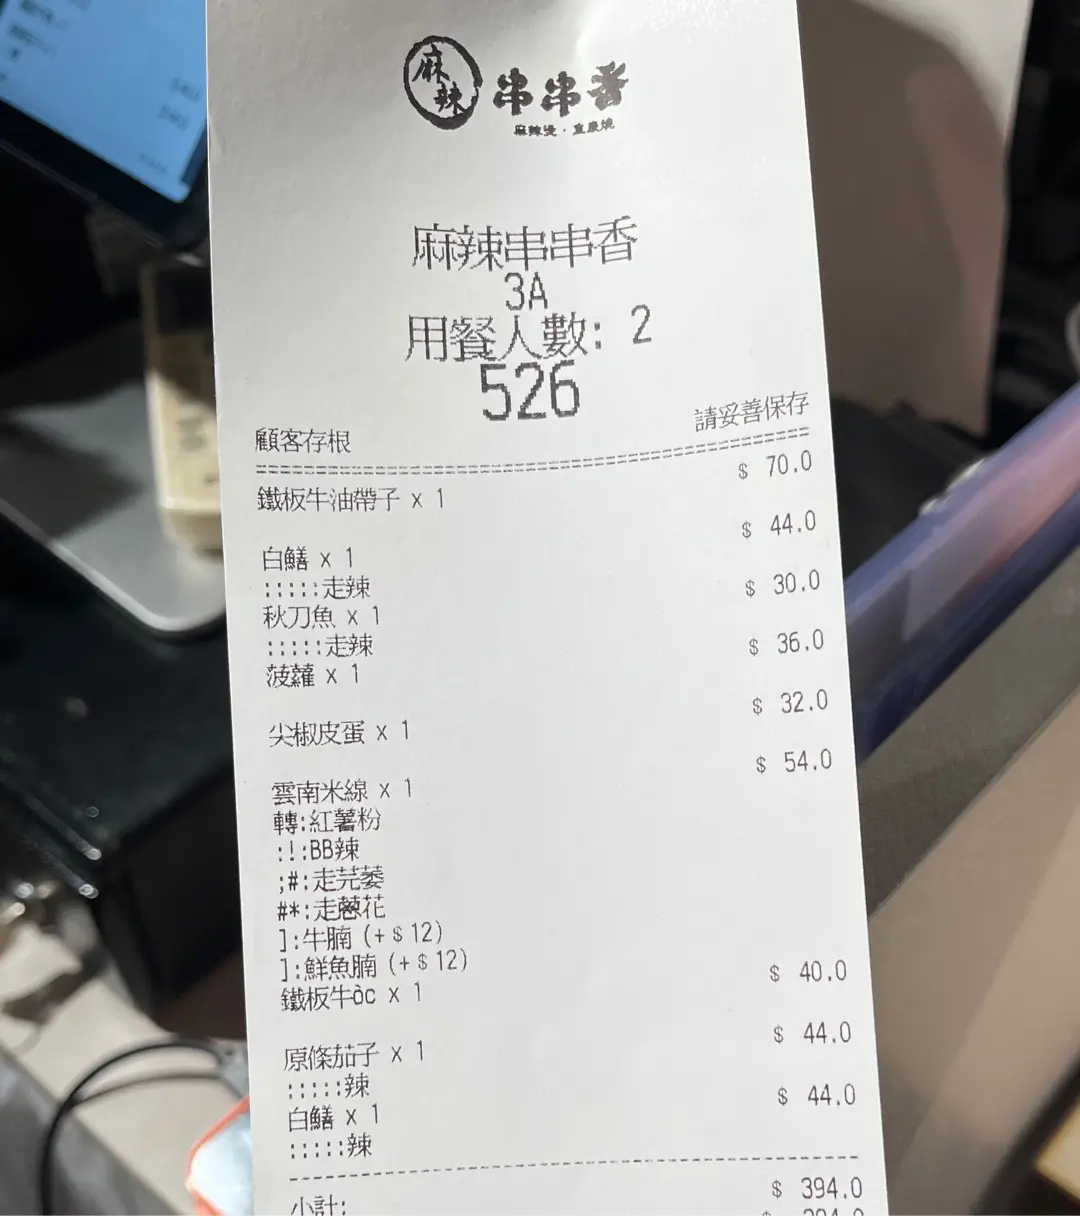 麻辣
串串香
麻辣燙·直炭燒
麻辣串串香
3A
用餐人數: 2
526
顧客存根 請妥善保存
鐵板牛油帶子 x 1 $ 70.0
白鱔 x 1 $ 44.0
:::::走辣
秋刀魚 x 1 $ 30.0
:::::走辣
菠蘿 x 1 $ 36.0
尖椒皮蛋 x 1 $ 32.0
雲南米線 x 1 $ 54.0
轉:紅薯粉
:!:BB辣
;#:走芫荽
#*:走蔥花
]:牛腩 (+$12)
]:鮮魚腩 (+$12)
鐵板牛òc x 1 $ 40.0
原條茄子 x 1 $ 44.0
:::::辣
白鱔 x 1 $ 44.0
:::::辣
小計: $ 394.0